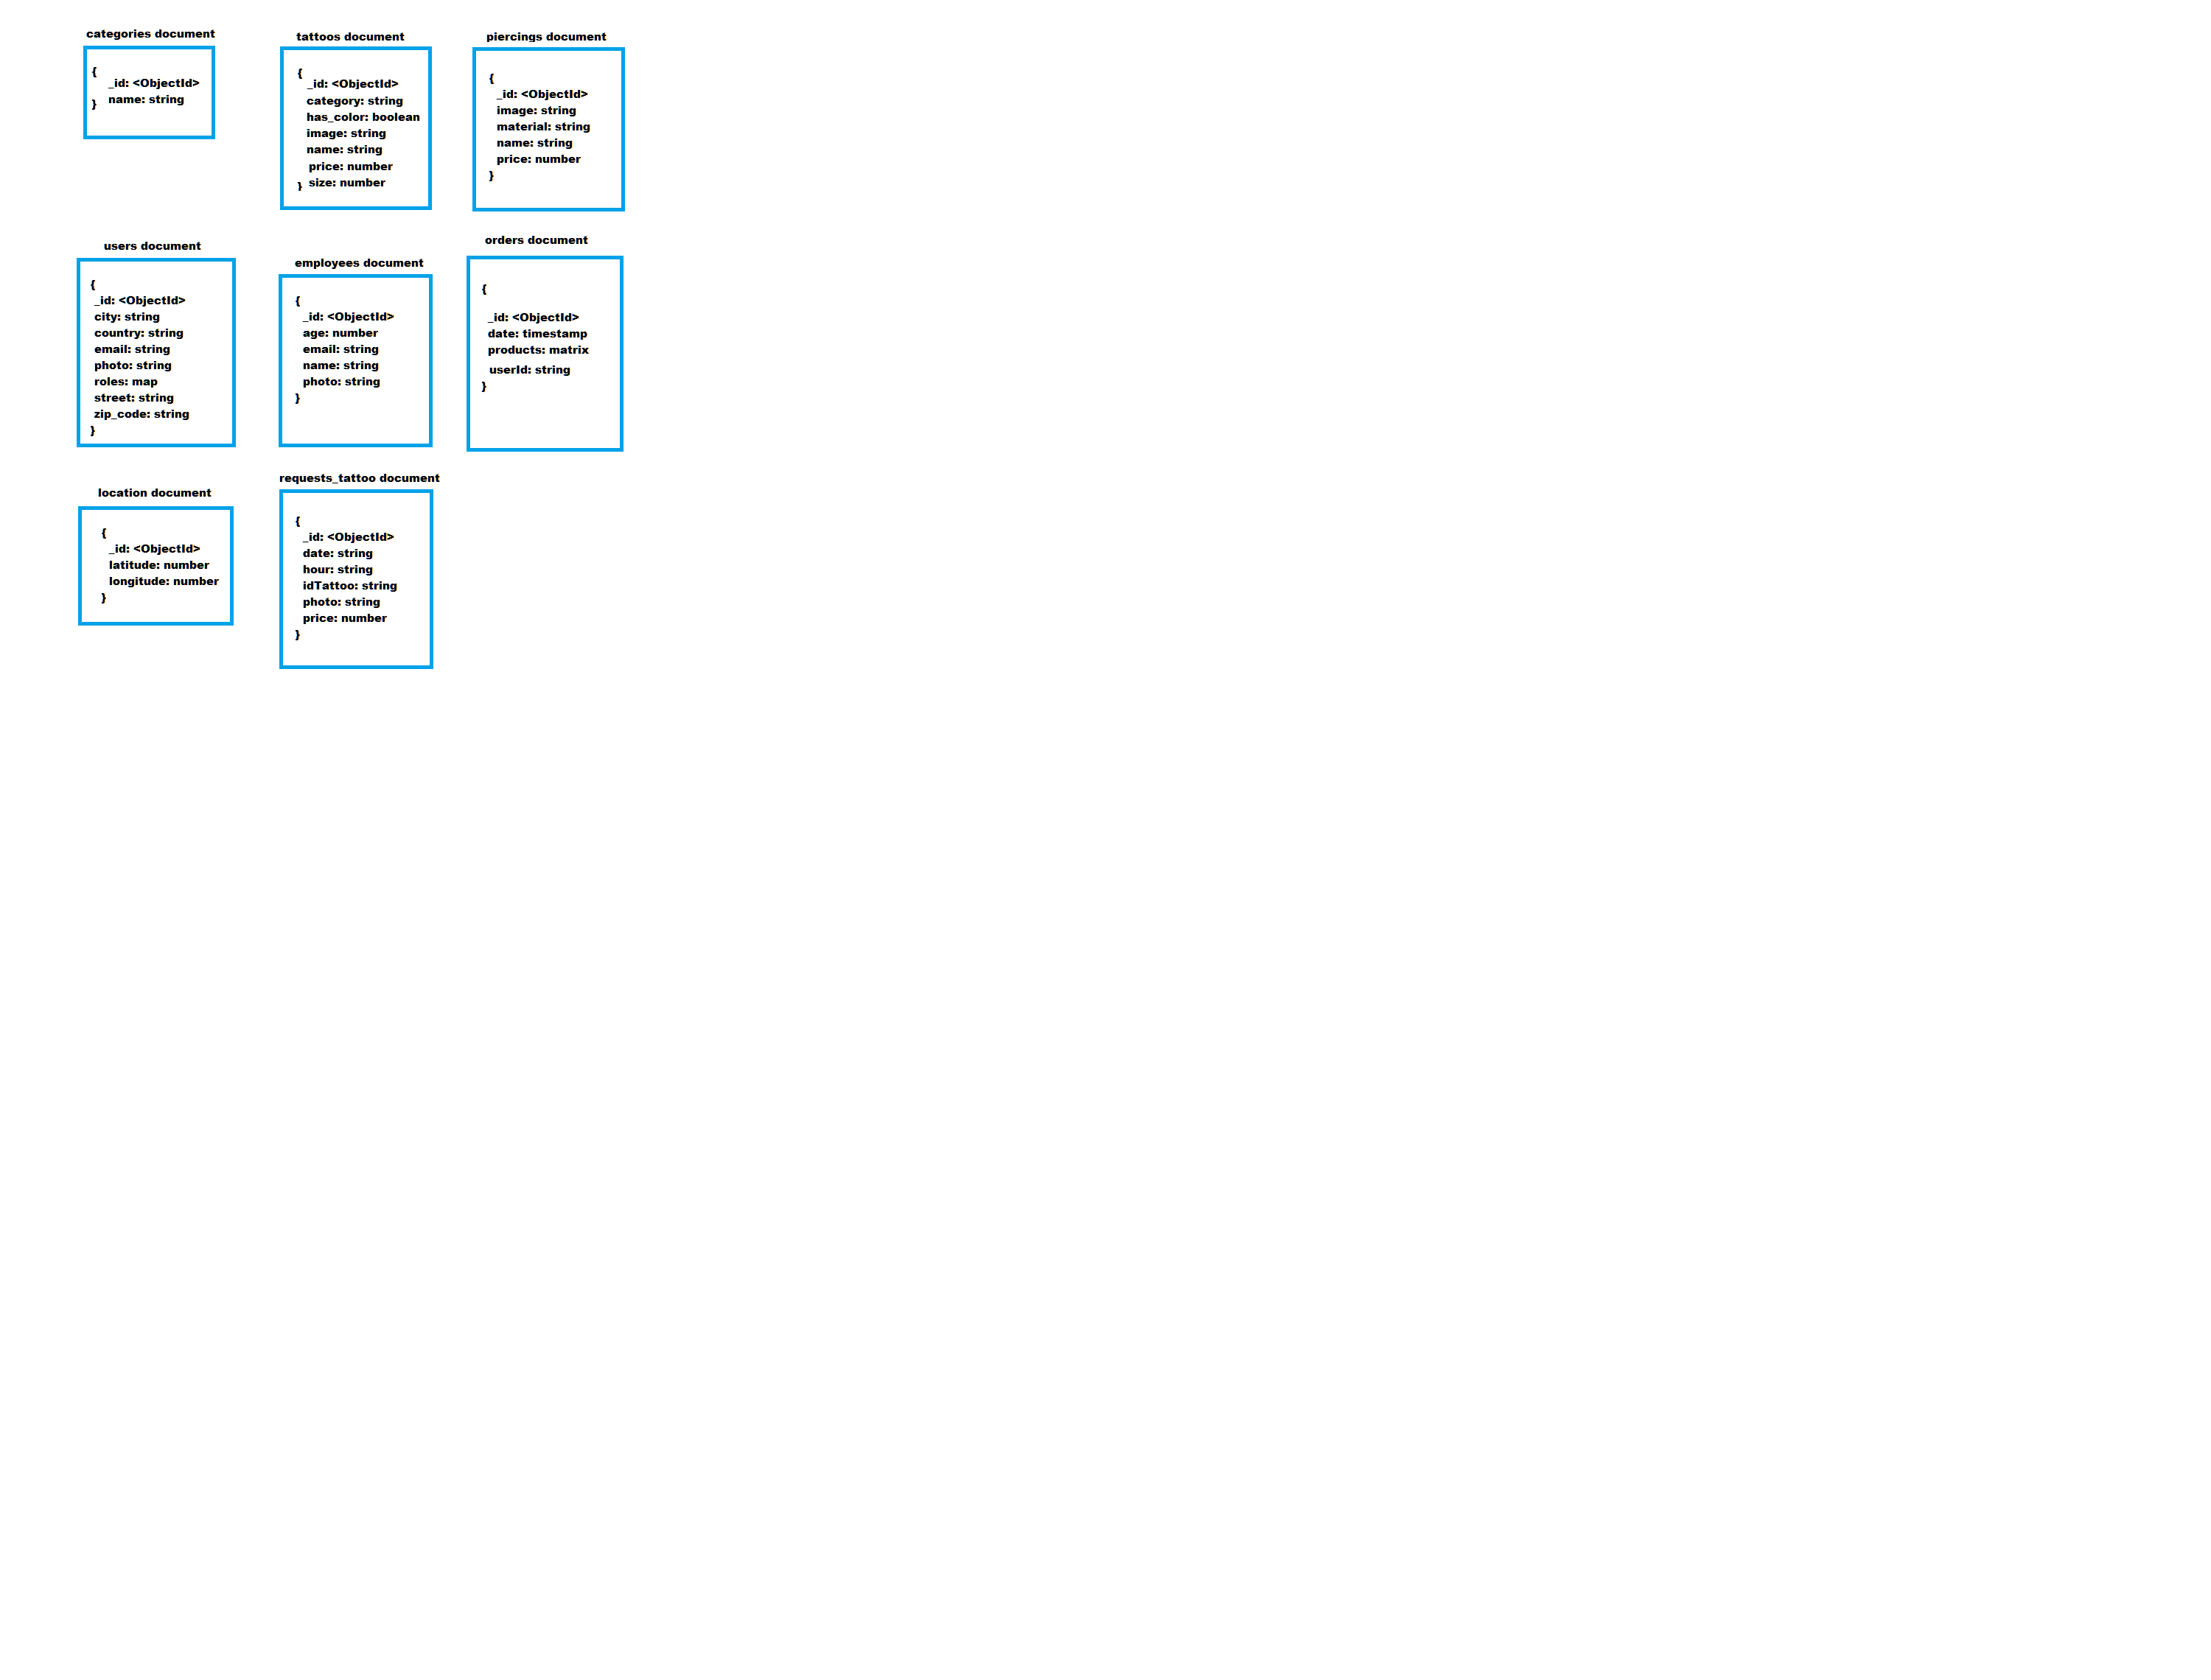 categories document
{
_id: <ObjectId>
name: string
}
tattoos document
{
_id: <ObjectId>
category: string
has_color: boolean
image: string
name: string
price: number
size: number
}
piercings document
{
_id: <ObjectId>
image: string
material: string
name: string
price: number
}
users document
{
_id: <ObjectId>
city: string
country: string
email: string
photo: string
roles: map
street: string
zip_code: string
}
employees document
{
_id: <ObjectId>
age: number
email: string
name: string
photo: string
}
orders document
{
_id: <ObjectId>
date: timestamp
products: matrix
userId: string
}
location document
{
_id: <ObjectId>
latitude: number
longitude: number
}
requests_tattoo document
{
_id: <ObjectId>
date: string
hour: string
idTattoo: string
photo: string
price: number
}